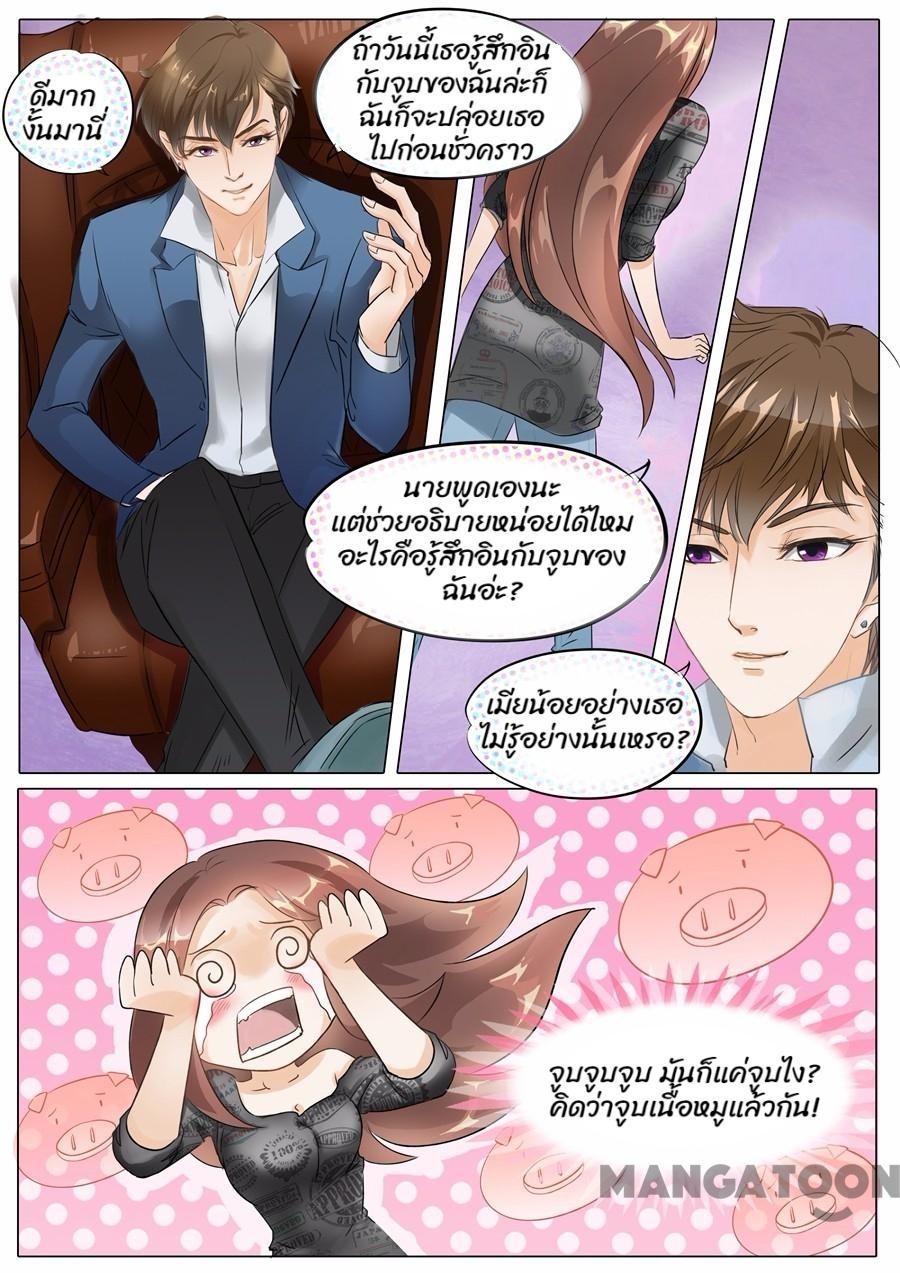 ดีมาก
งั้นมานี่
ถ้าวันนี้เธอรู้สึกอิน
กับจูบของฉันล่ะก็
ฉันก็จะปล่อยเธอ
ไปก่อนชั่วคราว
นายพูดเองนะ
แต่ช่วยอธิบายหน่อยได้ไหม
อะไรคือรู้สึกอินกับจูบของ
ฉันอ่ะ?
เมียน้อยอย่างเธอ
ไม่รู้อย่างนั้นเหรอ?
จูบจูบจูบ มันก็แค่จูบไง?
คิดว่าจูบเนื้อหมูแล้วกัน!
100%
APPROVED
MANGATOON